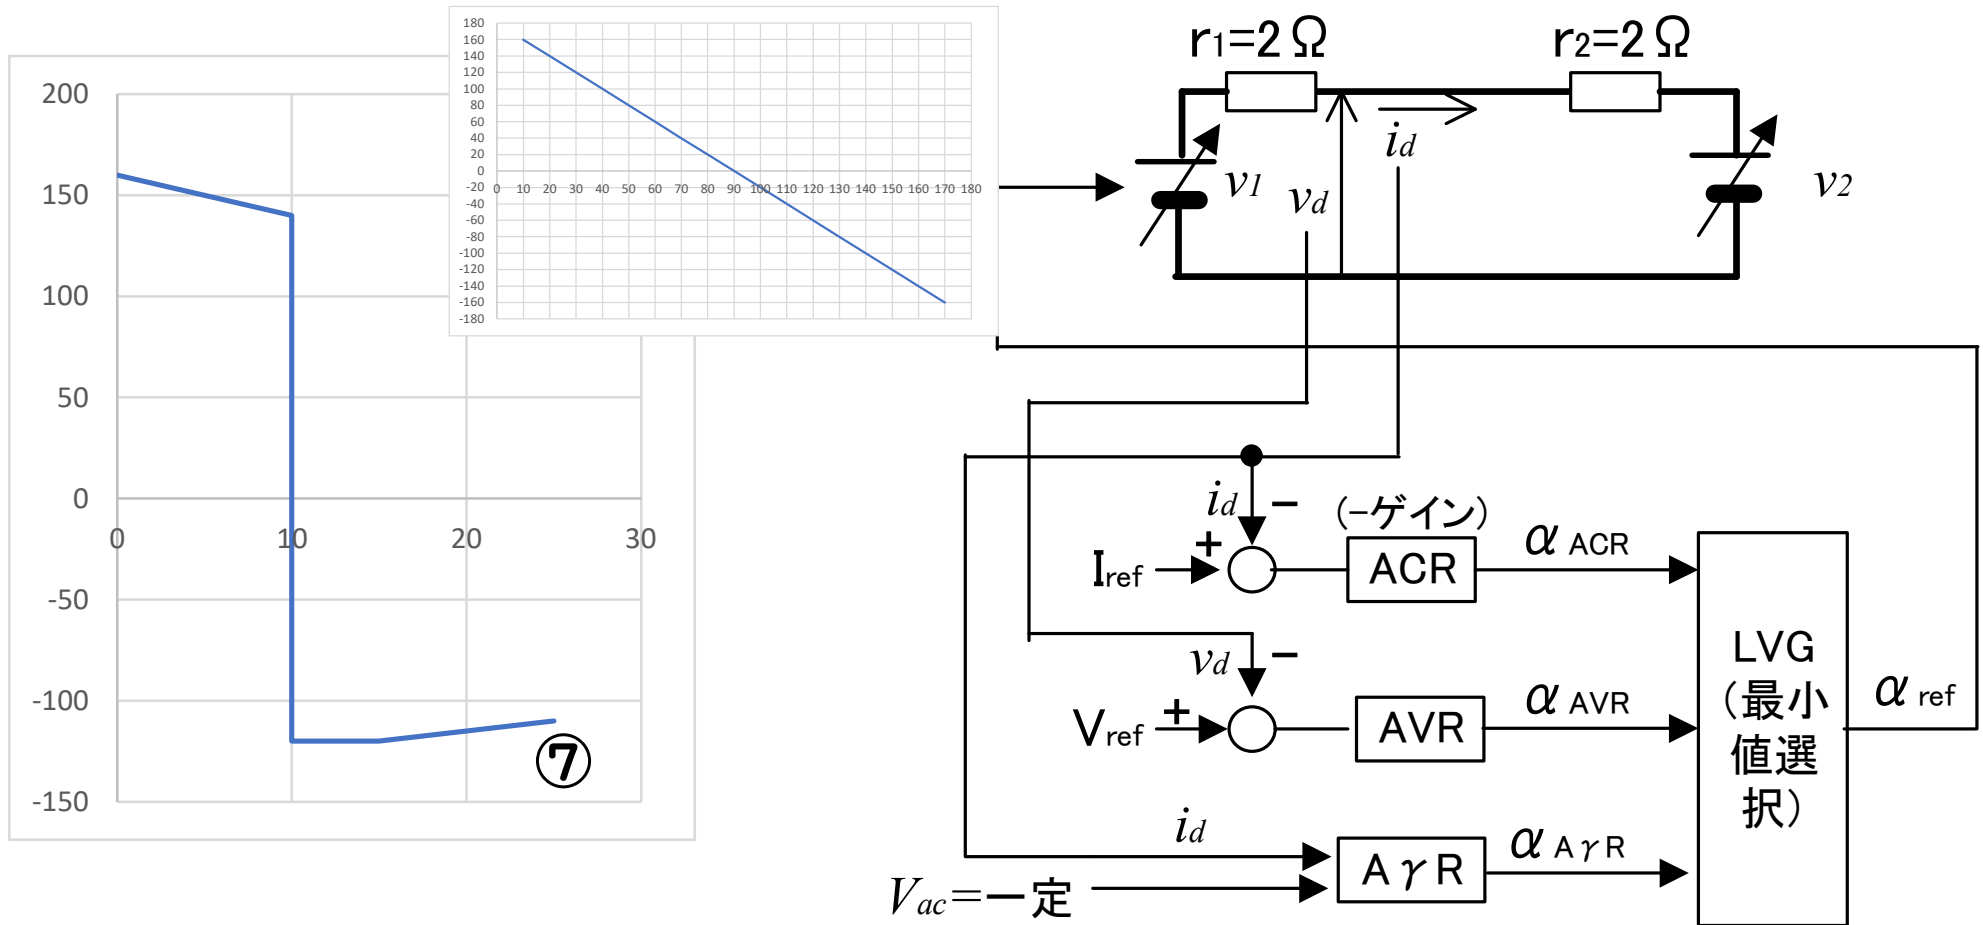 200
150
100
50
0
-50
-100
-150
0
10
20
30
⑦
180
160
140
120
100
80
60
40
20
0
-20
-40
-60
-80
-100
-120
-140
-160
-180
0 10 20 30 40 50 60 70 80 90 100 110 120 130 140 150 160 170 180
r1=2Ω
r2=2Ω
id
v1
vd
v2
id
−
(−ゲイン)
+
Iref
ACR
α ACR
vd
−
+
Vref
AVR
α AVR
LVG
(最小
値選
択)
α ref
id
AγR
α AγR
Vac=一定